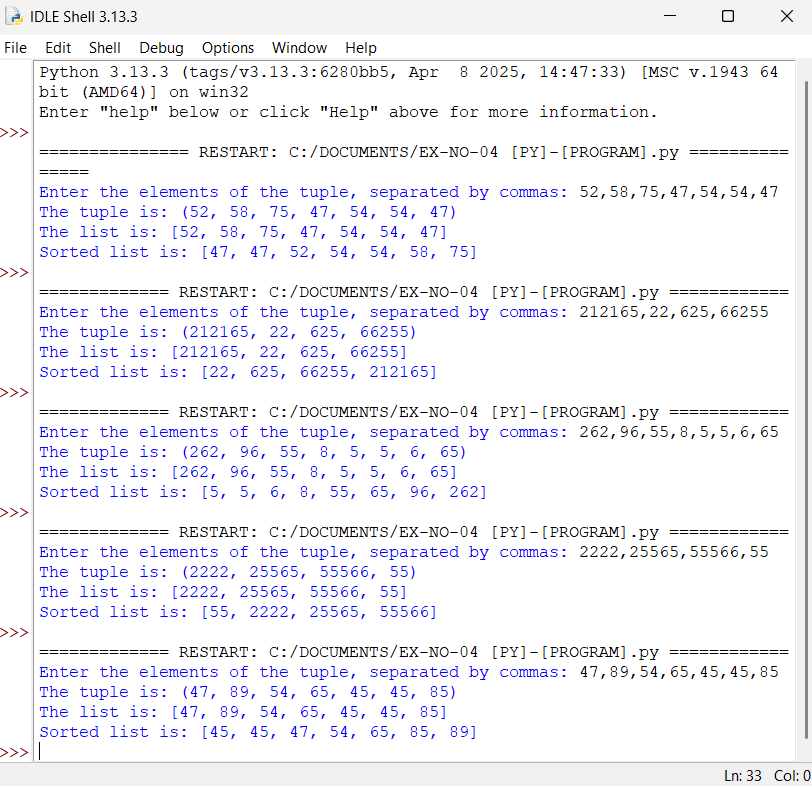 IDLE Shell 3.13.3
File Edit Shell Debug Options Window Help
Python 3.13.3 (tags/v3.13.3:6280bb5, Apr  8 2025, 14:47:33) [MSC v.1943 64
bit (AMD64)] on win32
Enter "help" below or click "Help" above for more information.
>>>
=============== RESTART: C:/DOCUMENTS/EX-NO-04 [PY]-[PROGRAM].py ==========
=====
Enter the elements of the tuple, separated by commas: 52,58,75,47,54,54,47
The tuple is: (52, 58, 75, 47, 54, 54, 47)
The list is: [52, 58, 75, 47, 54, 54, 47]
Sorted list is: [47, 47, 52, 54, 54, 58, 75]
>>>
============= RESTART: C:/DOCUMENTS/EX-NO-04 [PY]-[PROGRAM].py ============
Enter the elements of the tuple, separated by commas: 212165,22,625,66255
The tuple is: (212165, 22, 625, 66255)
The list is: [212165, 22, 625, 66255]
Sorted list is: [22, 625, 66255, 212165]
>>>
============= RESTART: C:/DOCUMENTS/EX-NO-04 [PY]-[PROGRAM].py ============
Enter the elements of the tuple, separated by commas: 262,96,55,8,5,5,6,65
The tuple is: (262, 96, 55, 8, 5, 5, 6, 65)
The list is: [262, 96, 55, 8, 5, 5, 6, 65]
Sorted list is: [5, 5, 6, 8, 55, 65, 96, 262]
>>>
============= RESTART: C:/DOCUMENTS/EX-NO-04 [PY]-[PROGRAM].py ============
Enter the elements of the tuple, separated by commas: 2222,25565,55566,55
The tuple is: (2222, 25565, 55566, 55)
The list is: [2222, 25565, 55566, 55]
Sorted list is: [55, 2222, 25565, 55566]
>>>
============= RESTART: C:/DOCUMENTS/EX-NO-04 [PY]-[PROGRAM].py ============
Enter the elements of the tuple, separated by commas: 47,89,54,65,45,45,85
The tuple is: (47, 89, 54, 65, 45, 45, 85)
The list is: [47, 89, 54, 65, 45, 45, 85]
Sorted list is: [45, 45, 47, 54, 65, 85, 89]
>>>
Ln: 33 Col: 0